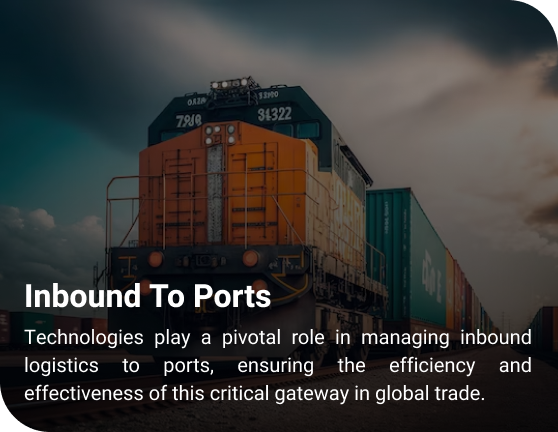 7918 34322
Inbound To Ports
Technologies play a pivotal role in managing inbound
logistics to ports, ensuring the efficiency and
effectiveness of this critical gateway in global trade.